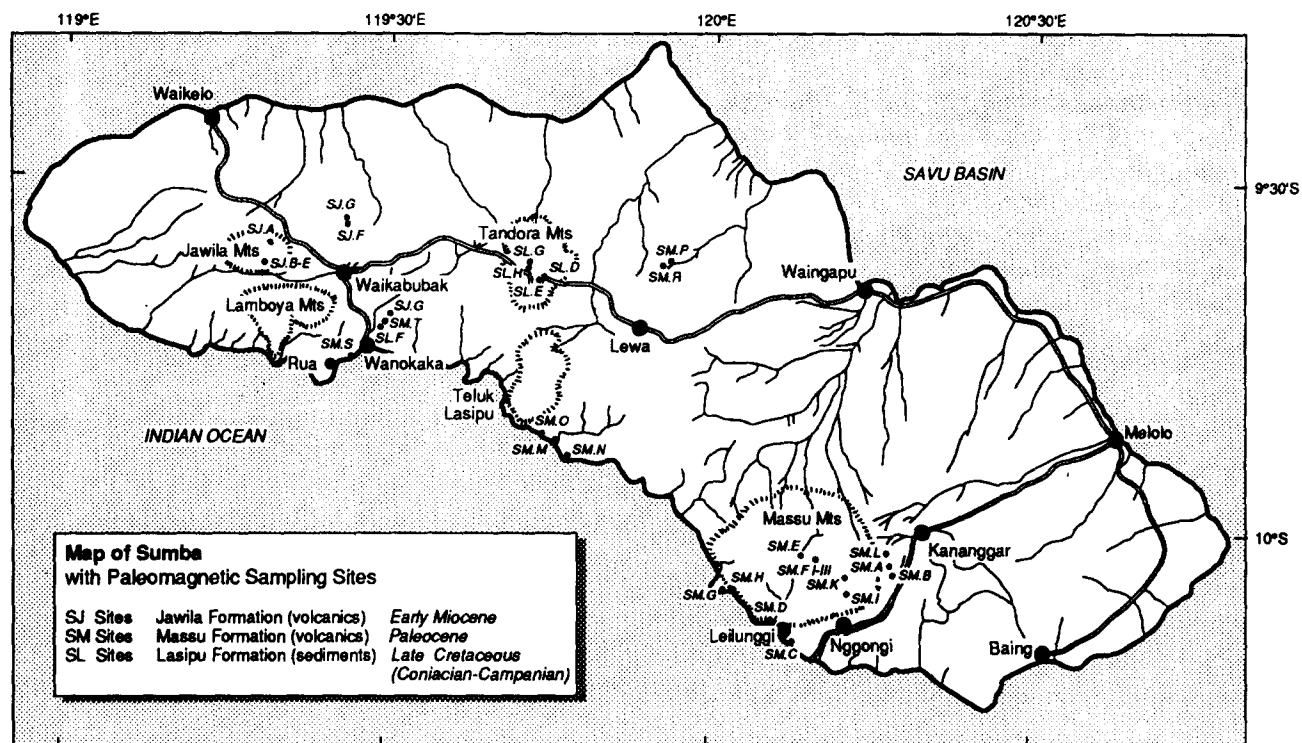 119°E 119°30'E 120°E 120°30'E
Waikelo
SAVU BASIN
9°30'S
SJ.G
SJ.F
SJ.A
Jawila Mts
SJ.B-E
Tandora Mts
SL.G
SL.H
SL.D
SL.E
SM.P
SM.R
Waingapu
Waikabubak
Lamboya Mts
SJ.G
SM.T
SL.F
SM.S
Rua
Wanokaka
Lewa
Teluk
Lasipu
SM.O
SM.M
SM.N
INDIAN OCEAN
Melolo
Massu Mts
SM.E
SM.F I-III
SM.L
SM.A
SM.K
SM.B
SM.I
Kananggar
10°S
SM.H
SM.G
SM.D
Leilunggi
SM.C
Nggongi
Baing
Map of Sumba
with Paleomagnetic Sampling Sites
SJ Sites Jawila Formation (volcanics) Early Miocene
SM Sites Massu Formation (volcanics) Paleocene
SL Sites Lasipu Formation (sediments) Late Cretaceous
(Coniacian-Campanian)